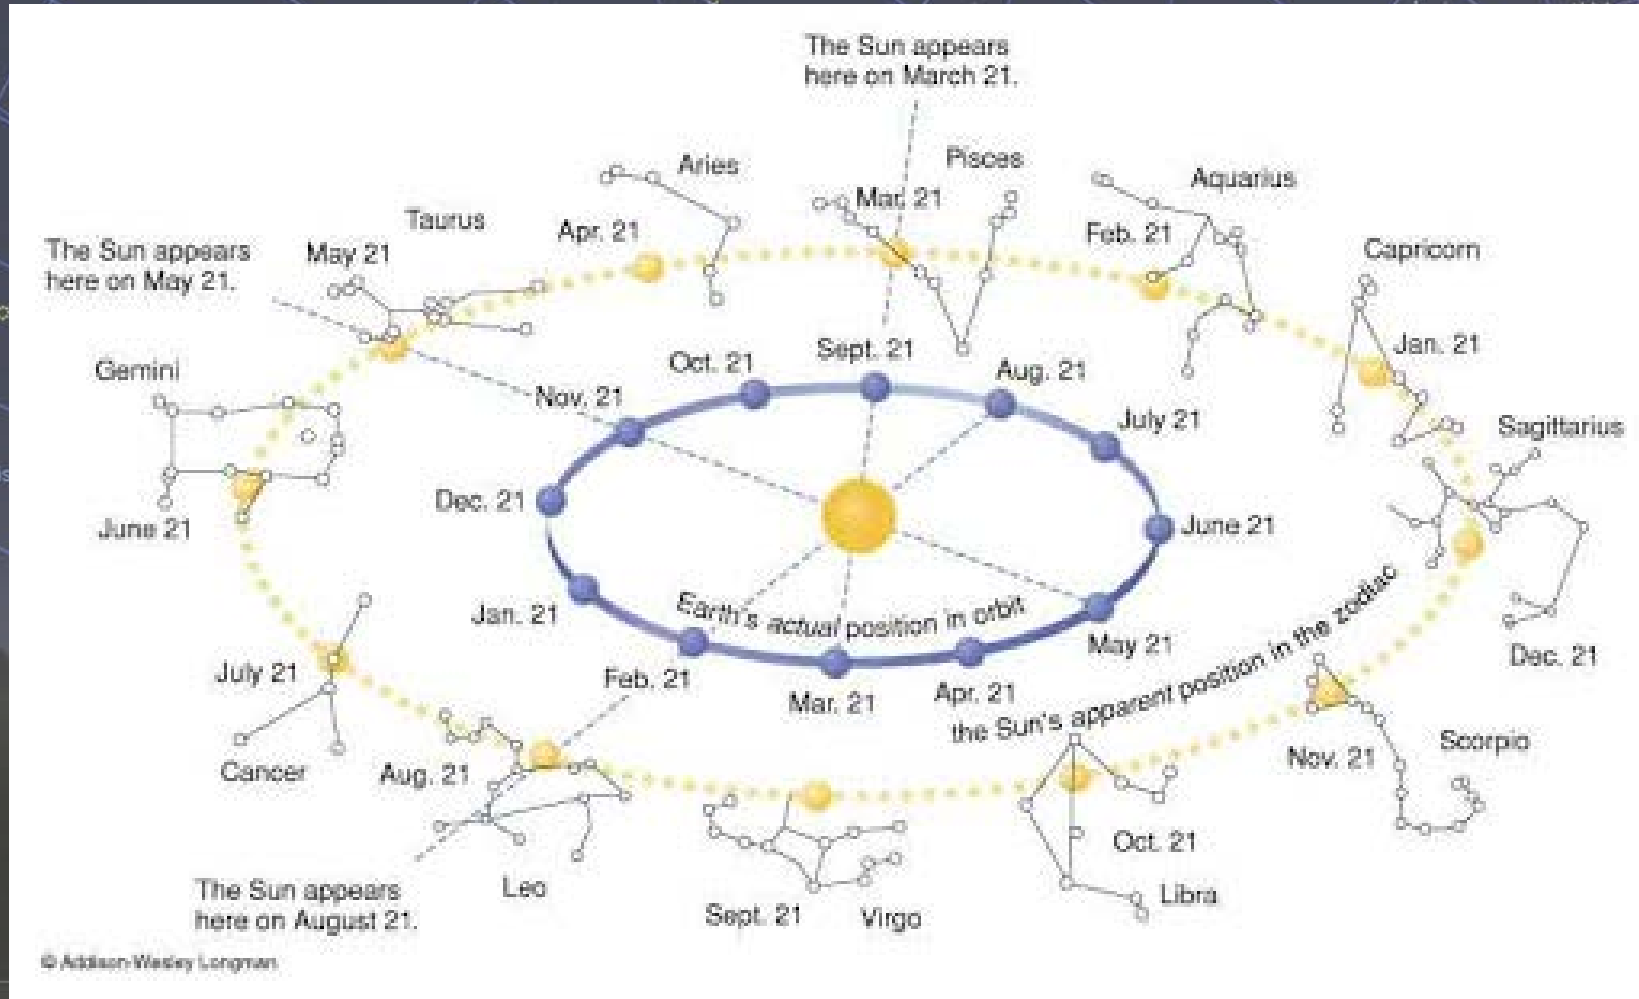 The Sun appears
here on March 21.
Aries
Pisces
Mar. 21
Aquarius
Taurus
Apr. 21
Feb. 21
The Sun appears
here on May 21.
May 21
Capricorn
Jan. 21
Gemini
Oct. 21
Sept. 21
Aug. 21
Nov. 21
July 21
Sagittarius
Dec. 21
June 21
June 21
Earth's actual position in orbit
Jan. 21
May 21
the Sun's apparent position in the zodiac
Dec. 21
July 21
Feb. 21
Mar. 21
Apr. 21
Nov. 21
Scorpio
Cancer
Aug. 21
Oct. 21
The Sun appears
here on August 21.
Leo
Sept. 21
Virgo
Libra
© Addison-Wesley Longman